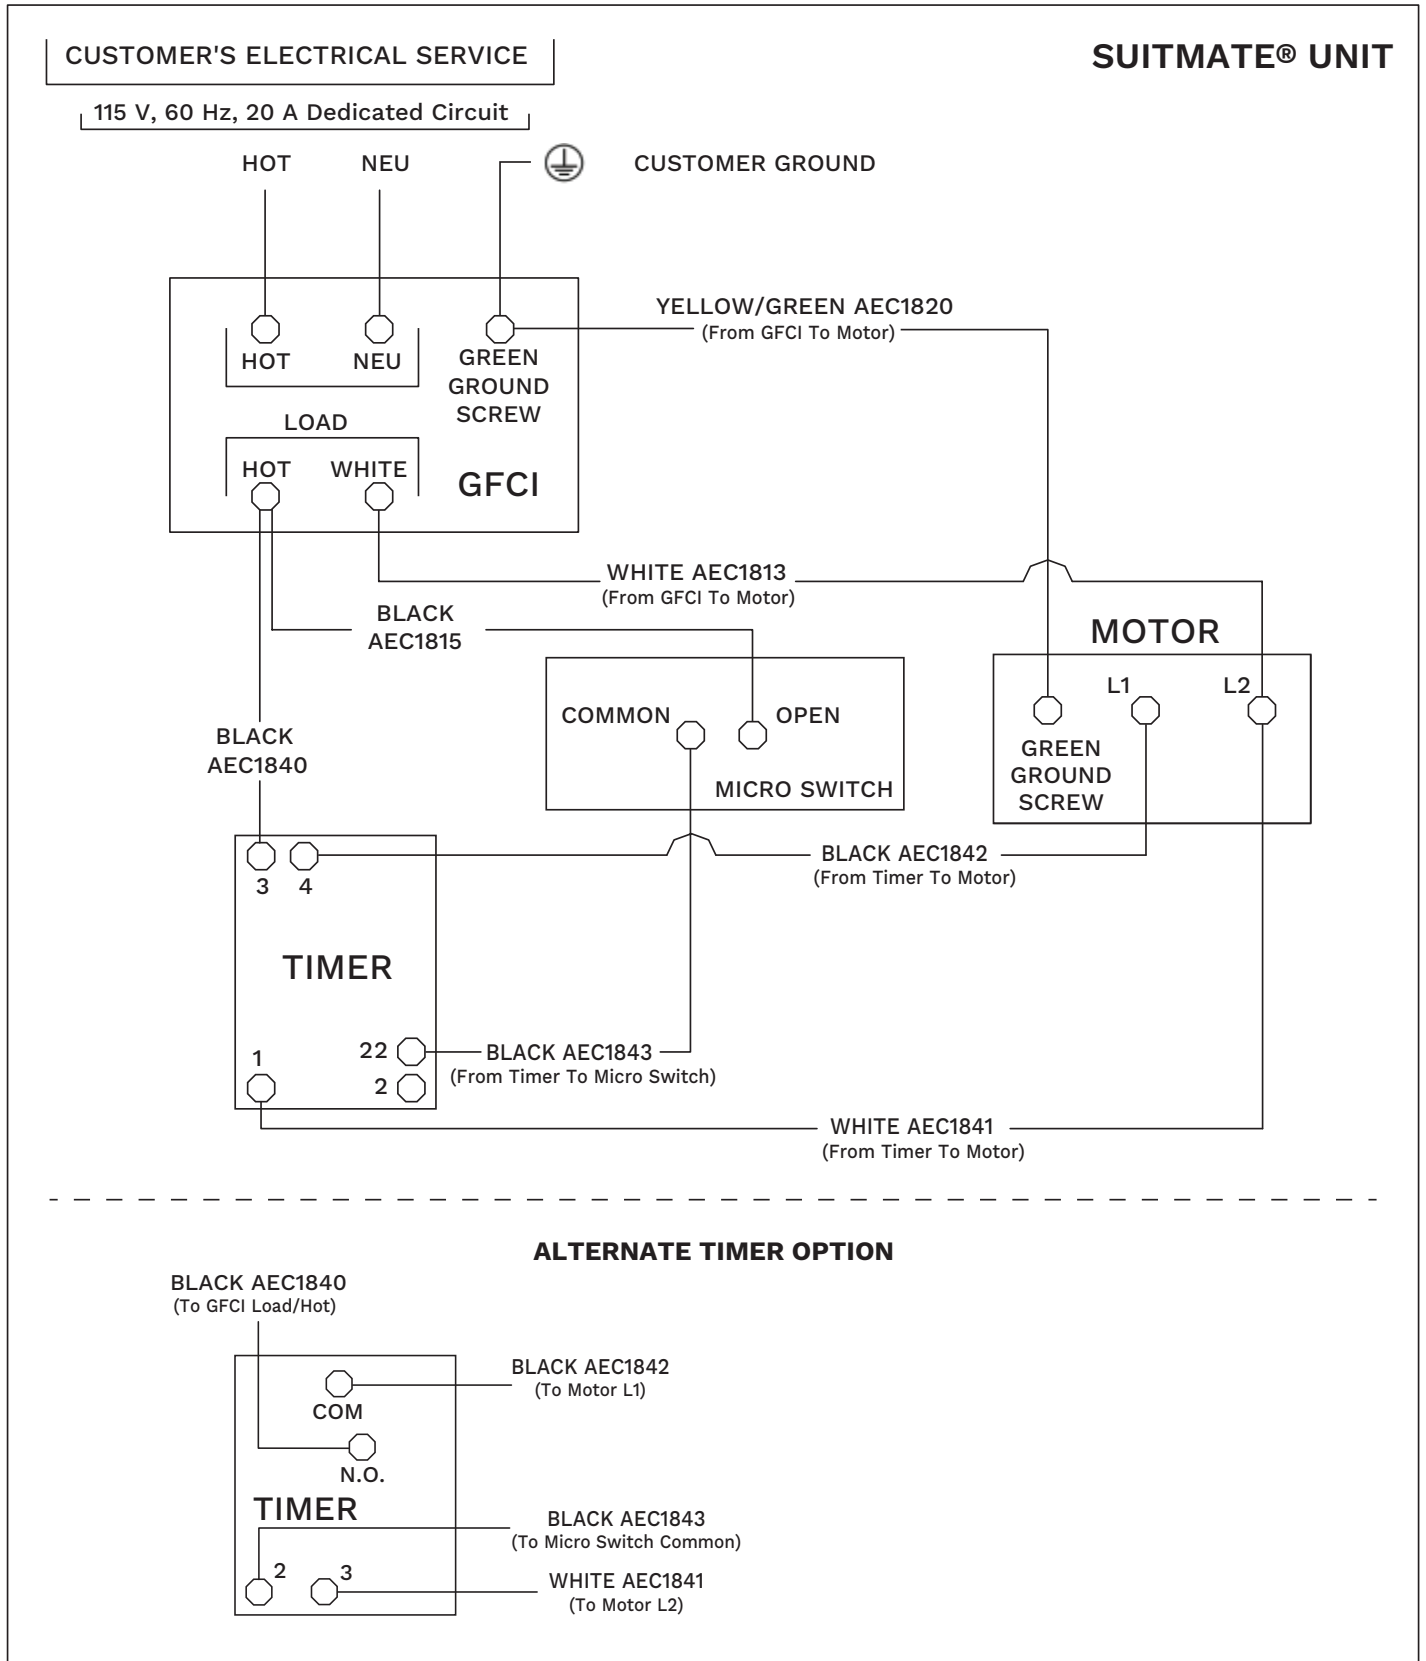 CUSTOMER'S ELECTRICAL SERVICE
SUITMATE® UNIT
115 V, 60 Hz, 20 A Dedicated Circuit
HOT
NEU
CUSTOMER GROUND
YELLOW/GREEN AEC1820
(From GFCI To Motor)
HOT
NEU
GREEN
GROUND
SCREW
LOAD
HOT
WHITE
GFCI
WHITE AEC1813
(From GFCI To Motor)
BLACK
AEC1815
MOTOR
L1
L2
COMMON
OPEN
GREEN
GROUND
SCREW
MICRO SWITCH
BLACK
AEC1840
BLACK AEC1842
(From Timer To Motor)
3
4
TIMER
1
22
2
BLACK AEC1843
(From Timer To Micro Switch)
WHITE AEC1841
(From Timer To Motor)
ALTERNATE TIMER OPTION
BLACK AEC1840
(To GFCI Load/Hot)
BLACK AEC1842
(To Motor L1)
COM
N.O.
TIMER
BLACK AEC1843
(To Micro Switch Common)
2
3
WHITE AEC1841
(To Motor L2)